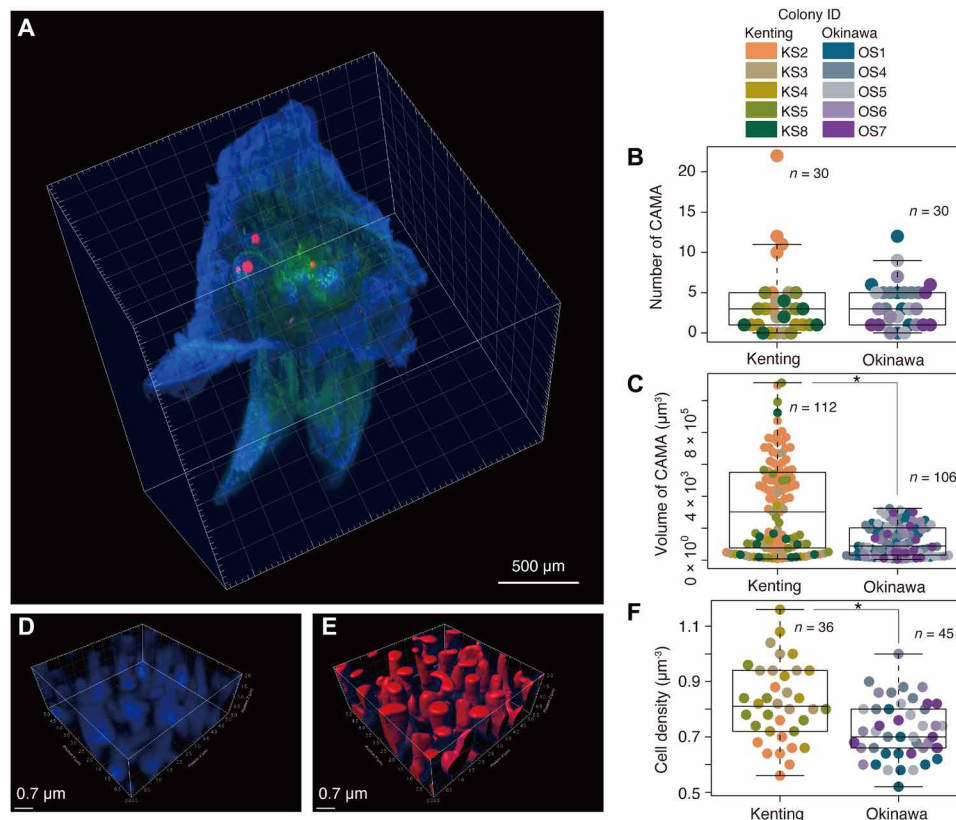 A
500 µm
Colony ID
Kenting Okinawa
KS2 OS1
KS3 OS4
KS4 OS5
KS5 OS6
KS8 OS7
B
Number of CAMA
20
15
10
5
0
n = 30
n = 30
Kenting Okinawa
C
Volume of CAMA (µm³)
8 × 10⁵
4 × 10³
0 × 10⁰
n = 112
*
n = 106
Kenting Okinawa
D
0.7 µm
E
0.7 µm
F
Cell density (µm⁻³)
1.1
0.9
0.7
0.5
n = 36
*
n = 45
Kenting Okinawa